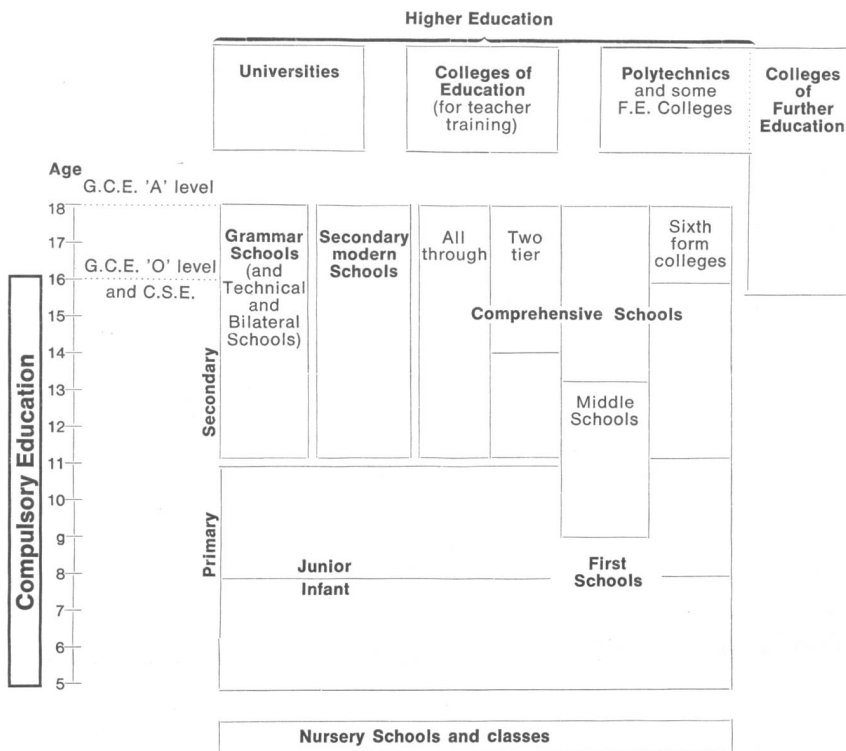 Higher Education
Universities
Colleges of
Education
(for teacher
training)
Polytechnics
and some
F.E. Colleges
Colleges
of
Further
Education
Age
G.C.E. 'A' level
18
17
G.C.E. 'O' level
16
and C.S.E.
15
14
13
12
11
10
9
8
7
6
5
Compulsory Education
Secondary
Primary
Grammar
Schools
(and
Technical
and
Bilateral
Schools)
Secondary
modern
Schools
All
through
Two
tier
Sixth
form
colleges
Comprehensive Schools
Middle
Schools
Junior
Infant
First
Schools
Nursery Schools and classes